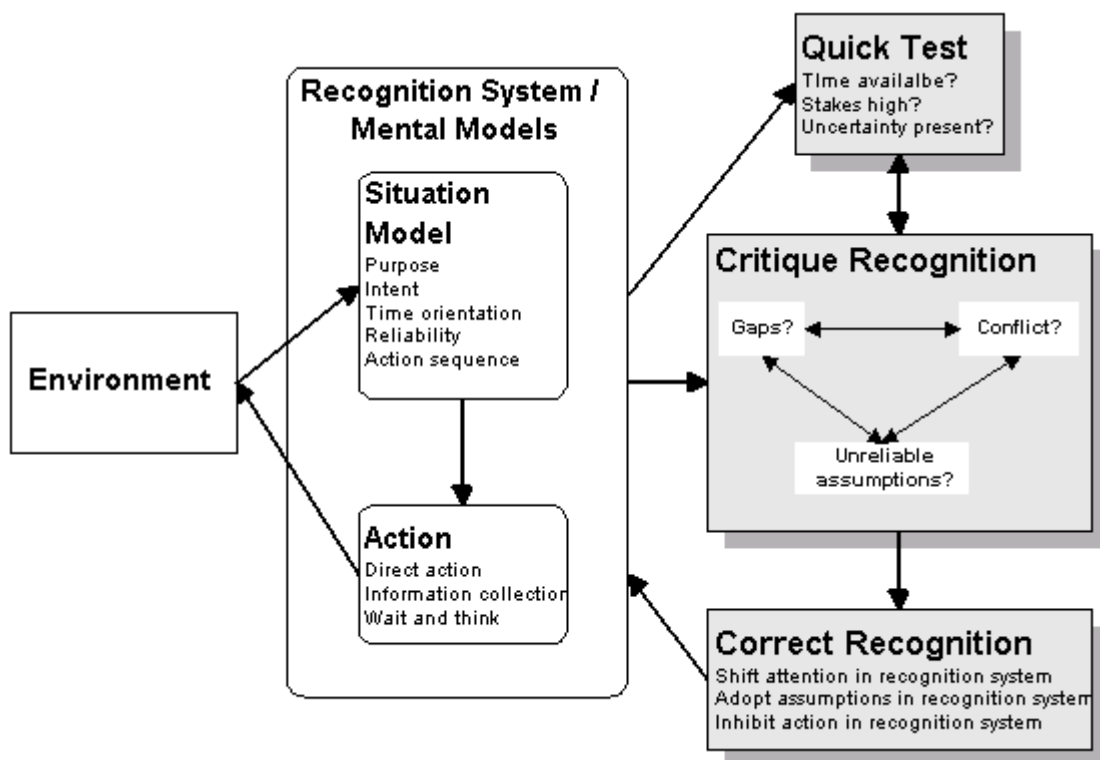 Environment
Recognition System /
Mental Models
Situation
Model
Purpose
Intent
Time orientation
Reliability
Action sequence
Action
Direct action
Information collection
Wait and think
Quick Test
TIme availalbe?
Stakes high?
Uncertainty present?
Critique Recognition
Gaps?
Conflict?
Unreliable
assumptions?
Correct Recognition
Shift attention in recognition system
Adopt assumptions in recognition system
Inhibit action in recognition system